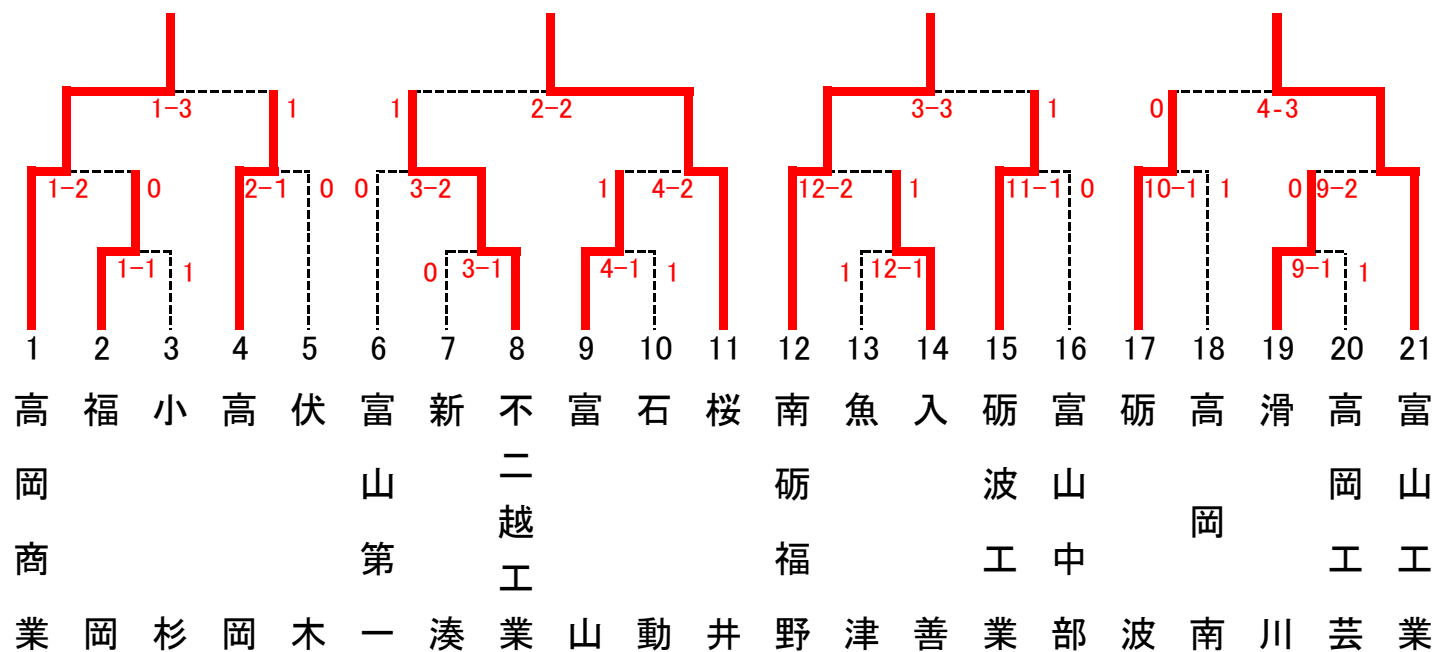 1-3 1 1 2-2 3-3 1 0 4-3
1-2 0 2-1 0 0 3-2 1 4-2 12-2 1 11-1 0 10-1 1 0 9-2
1-1 1 0 3-1 4-1 1 1 12-1 9-1 1
1 2 3 4 5 6 7 8 9 10 11 12 13 14 15 16 17 18 19 20 21
高岡商業
福岡
小杉
高岡
伏木
富山第一
新湊
不二越工業
富山
石動
桜井
南砺福野
魚津
入善
砺波工業
富山中部
砺波
高岡南
滑川
高岡工芸
富山工業